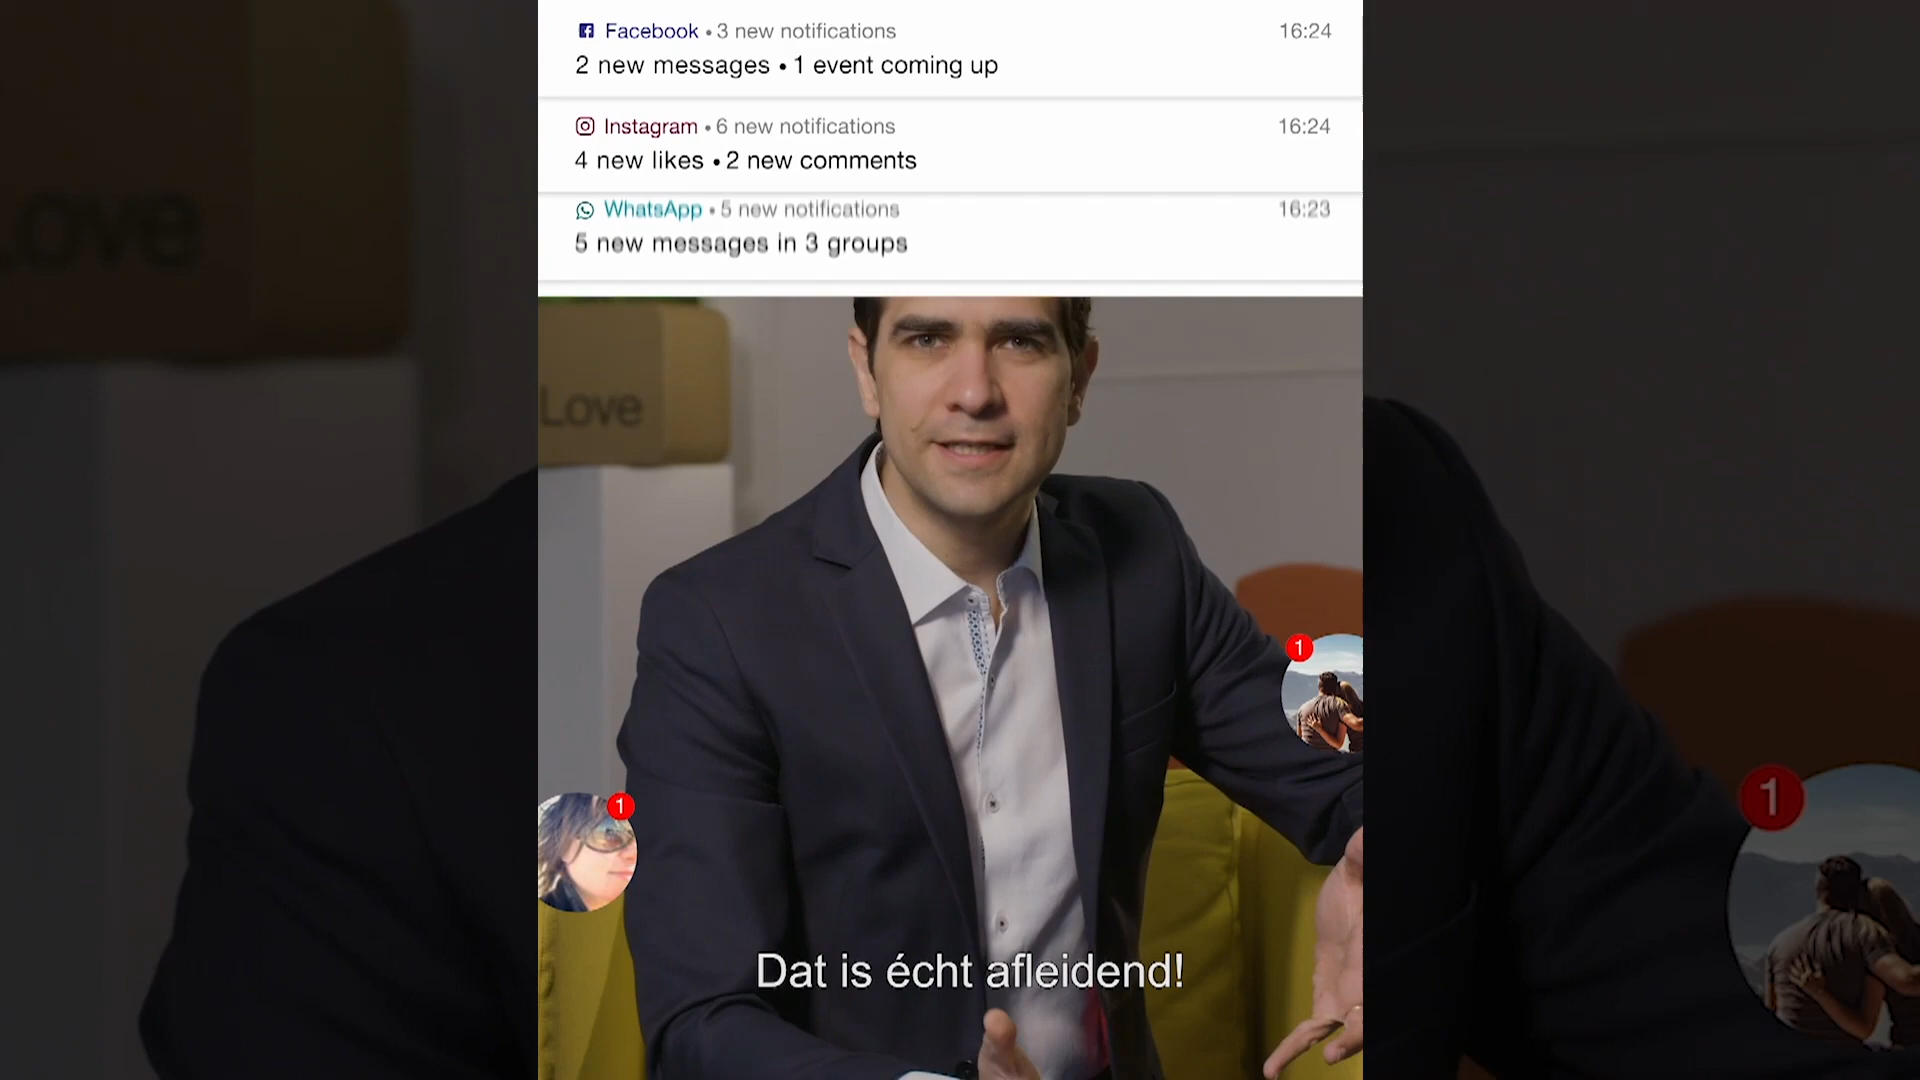 Facebook • 3 new notifications 16:24
2 new messages • 1 event coming up
Instagram • 6 new notifications 16:24
4 new likes • 2 new comments
WhatsApp • 5 new notifications 16:23
5 new messages in 3 groups
Love
Love
1
1
1
Dat is écht afleidend!